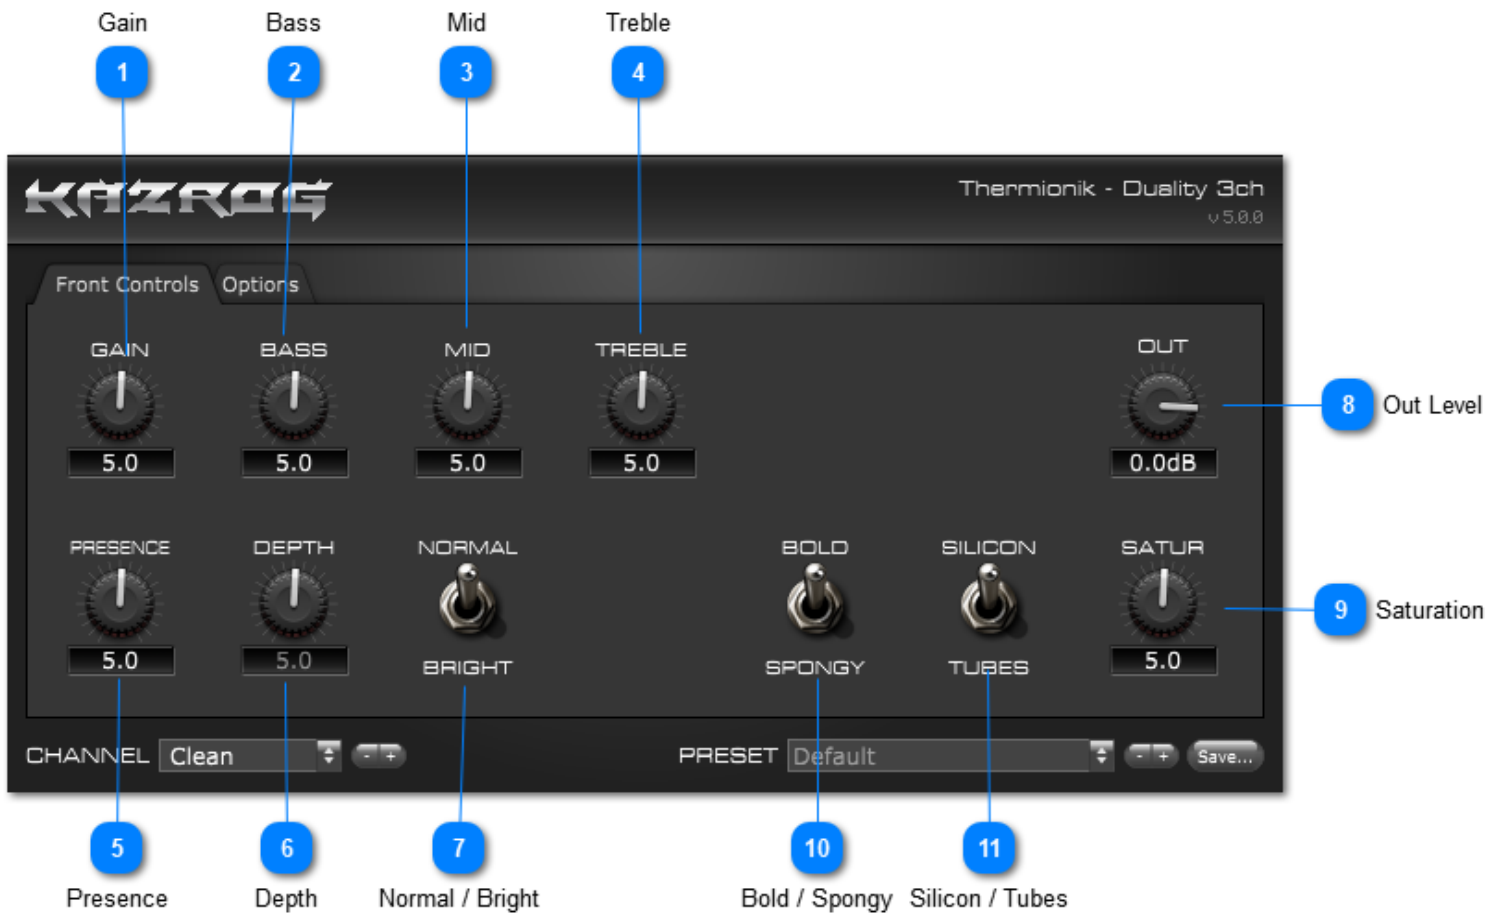 Gain Bass Mid Treble
1 2 3 4
KAZROG
Thermionik - Duality 3ch
v 5.0.0
Front Controls Options
GAIN BASS MID TREBLE OUT
8 Out Level
5.0 5.0 5.0 5.0 0.0dB
PRESENCE DEPTH NORMAL BOLD SILICON SATUR
9 Saturation
5.0 5.0 BRIGHT SPONGY TUBES 5.0
CHANNEL Clean - + PRESET Default - + Save...
5 6 7 10 11
Presence Depth Normal / Bright Bold / Spongy Silicon / Tubes